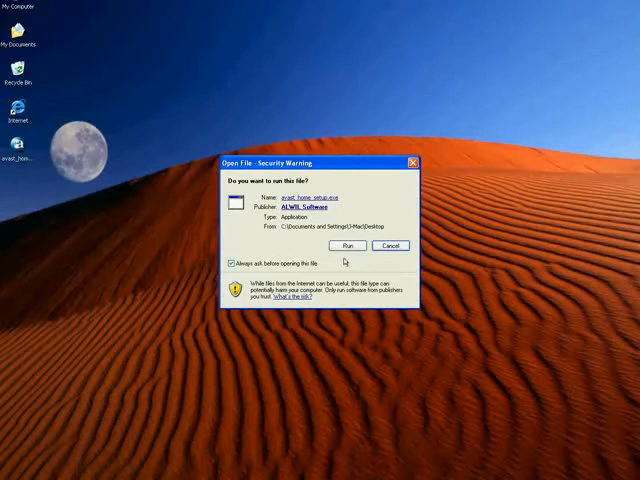 My Computer
My Documents
Recycle Bin
Internet
avast_hom...
Open File - Security Warning
Do you want to run this file?
Name: avast_home_setup.exe
Publisher: ALWIL Software
Type: Application
From: C:\Documents and Settings\J-Mac\Desktop
Run Cancel
Always ask before opening this file
While files from the Internet can be useful, this file type can
potentially harm your computer. Only run software from publishers
you trust. What's the risk?